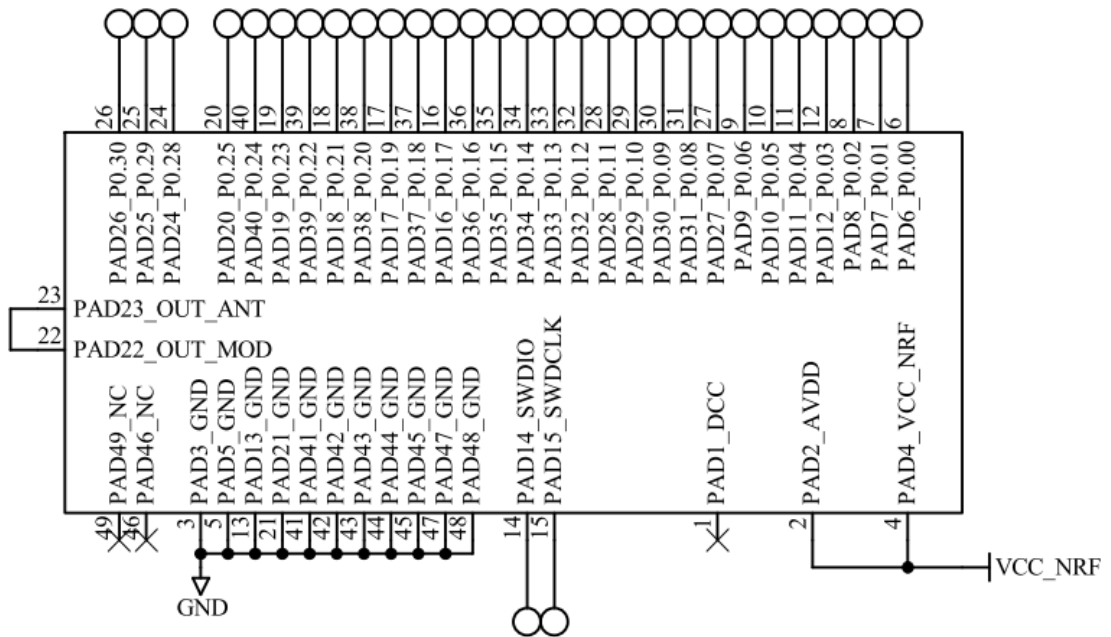 26
25
24
20
40
19
39
18
38
17
37
16
36
35
34
33
32
28
29
30
31
27
9
10
11
12
8
7
6
PAD26_P0.30
PAD25_P0.29
PAD24_P0.28
PAD20_P0.25
PAD40_P0.24
PAD19_P0.23
PAD39_P0.22
PAD18_P0.21
PAD38_P0.20
PAD17_P0.19
PAD37_P0.18
PAD16_P0.17
PAD36_P0.16
PAD35_P0.15
PAD34_P0.14
PAD33_P0.13
PAD32_P0.12
PAD28_P0.11
PAD29_P0.10
PAD30_P0.09
PAD31_P0.08
PAD27_P0.07
PAD9_P0.06
PAD10_P0.05
PAD11_P0.04
PAD12_P0.03
PAD8_P0.02
PAD7_P0.01
PAD6_P0.00
23
PAD23_OUT_ANT
22
PAD22_OUT_MOD
PAD49_NC
PAD46_NC
PAD3_GND
PAD5_GND
PAD13_GND
PAD21_GND
PAD41_GND
PAD42_GND
PAD43_GND
PAD44_GND
PAD45_GND
PAD47_GND
PAD48_GND
PAD14_SWDIO
PAD15_SWDCLK
PAD1_DCC
PAD2_AVDD
PAD4_VCC_NRF
49
46
3
5
13
21
41
42
43
44
45
47
48
14
15
1
2
4
GND
VCC_NRF